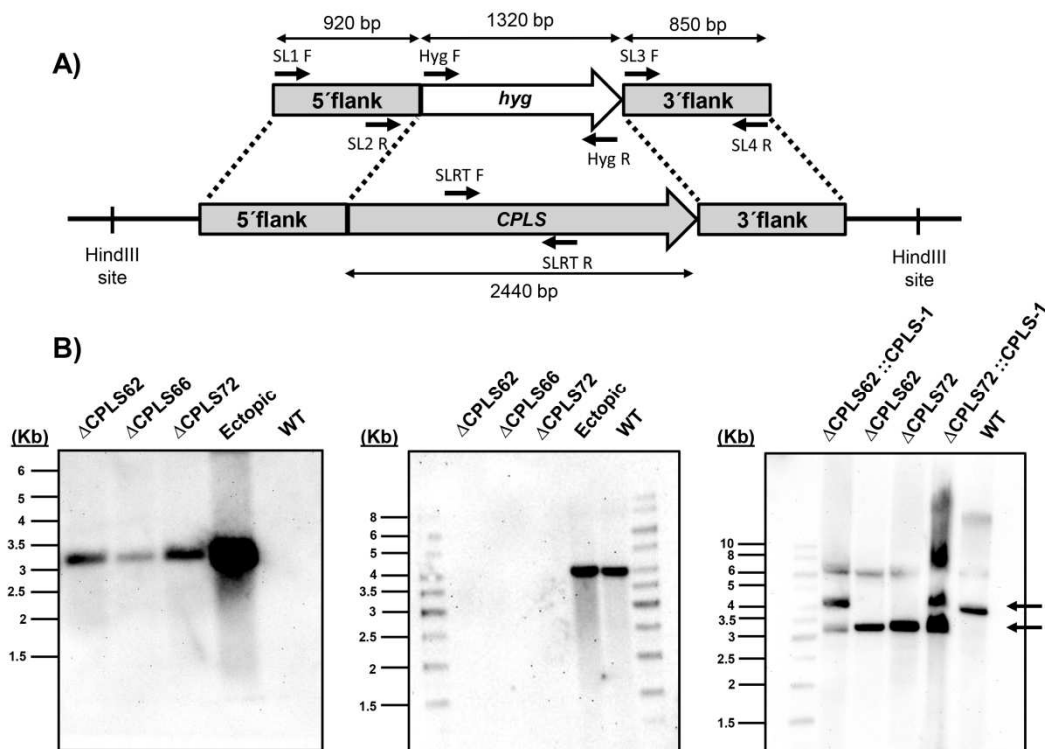 920 bp 1320 bp 850 bp
A)
SL1 F Hyg F SL3 F
5´flank hyg 3´flank
SL2 R Hyg R SL4 R
SLRT F
5´flank CPLS 3´flank
HindIII site SLRT R HindIII site
2440 bp
B)
ΔCPLS62 ΔCPLS66 ΔCPLS72 Ectopic WT
(Kb)
6
5
4
3.5
3
2
1.5
ΔCPLS62 ΔCPLS66 ΔCPLS72 Ectopic WT
(Kb)
8
6
5
4
3.5
3
2.5
2
1.5
ΔCPLS62 ::CPLS-1 ΔCPLS62 ΔCPLS72 ΔCPLS72 ::CPLS-1 WT
(Kb)
10
8
6
5
4
3.5
3
2.5
2
1.5